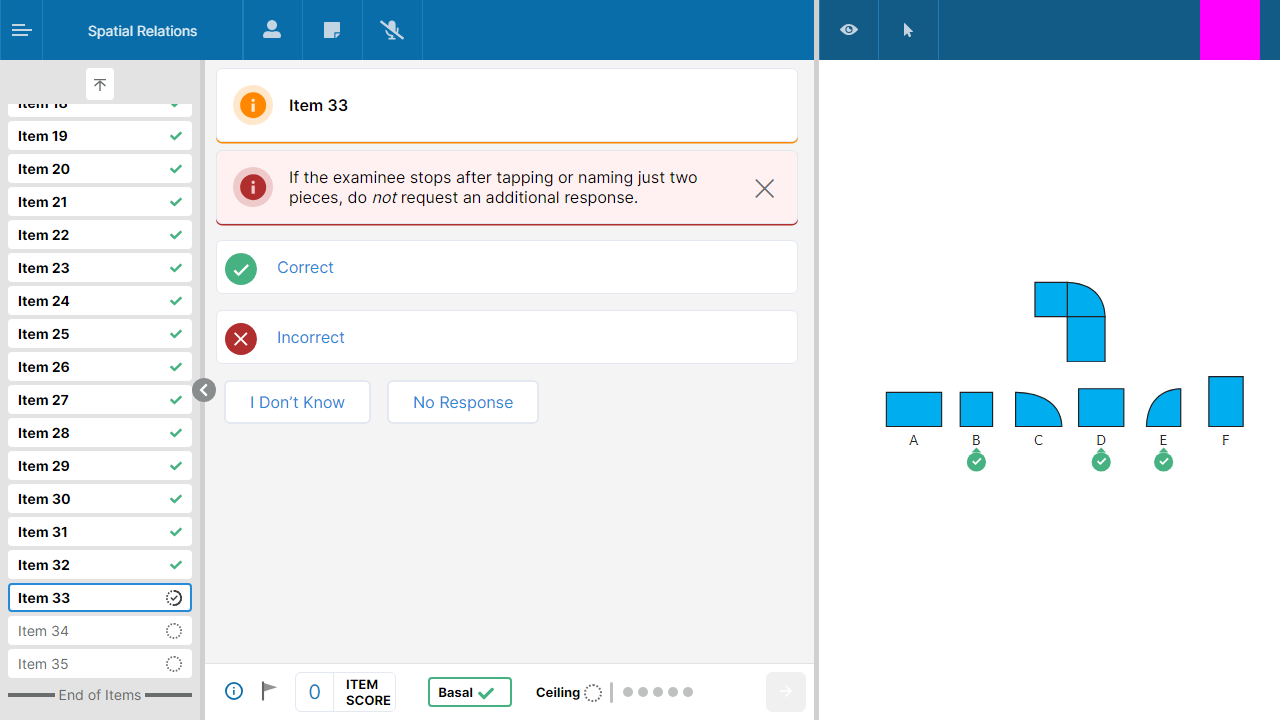 Spatial Relations
Item 18
Item 19
Item 20
Item 21
Item 22
Item 23
Item 24
Item 25
Item 26
Item 27
Item 28
Item 29
Item 30
Item 31
Item 32
Item 33
Item 34
Item 35
End of Items
Item 33
If the examinee stops after tapping or naming just two
pieces, do not request an additional response.
Correct
Incorrect
I Don’t Know
No Response
0
ITEM
SCORE
Basal
Ceiling
A B C D E F